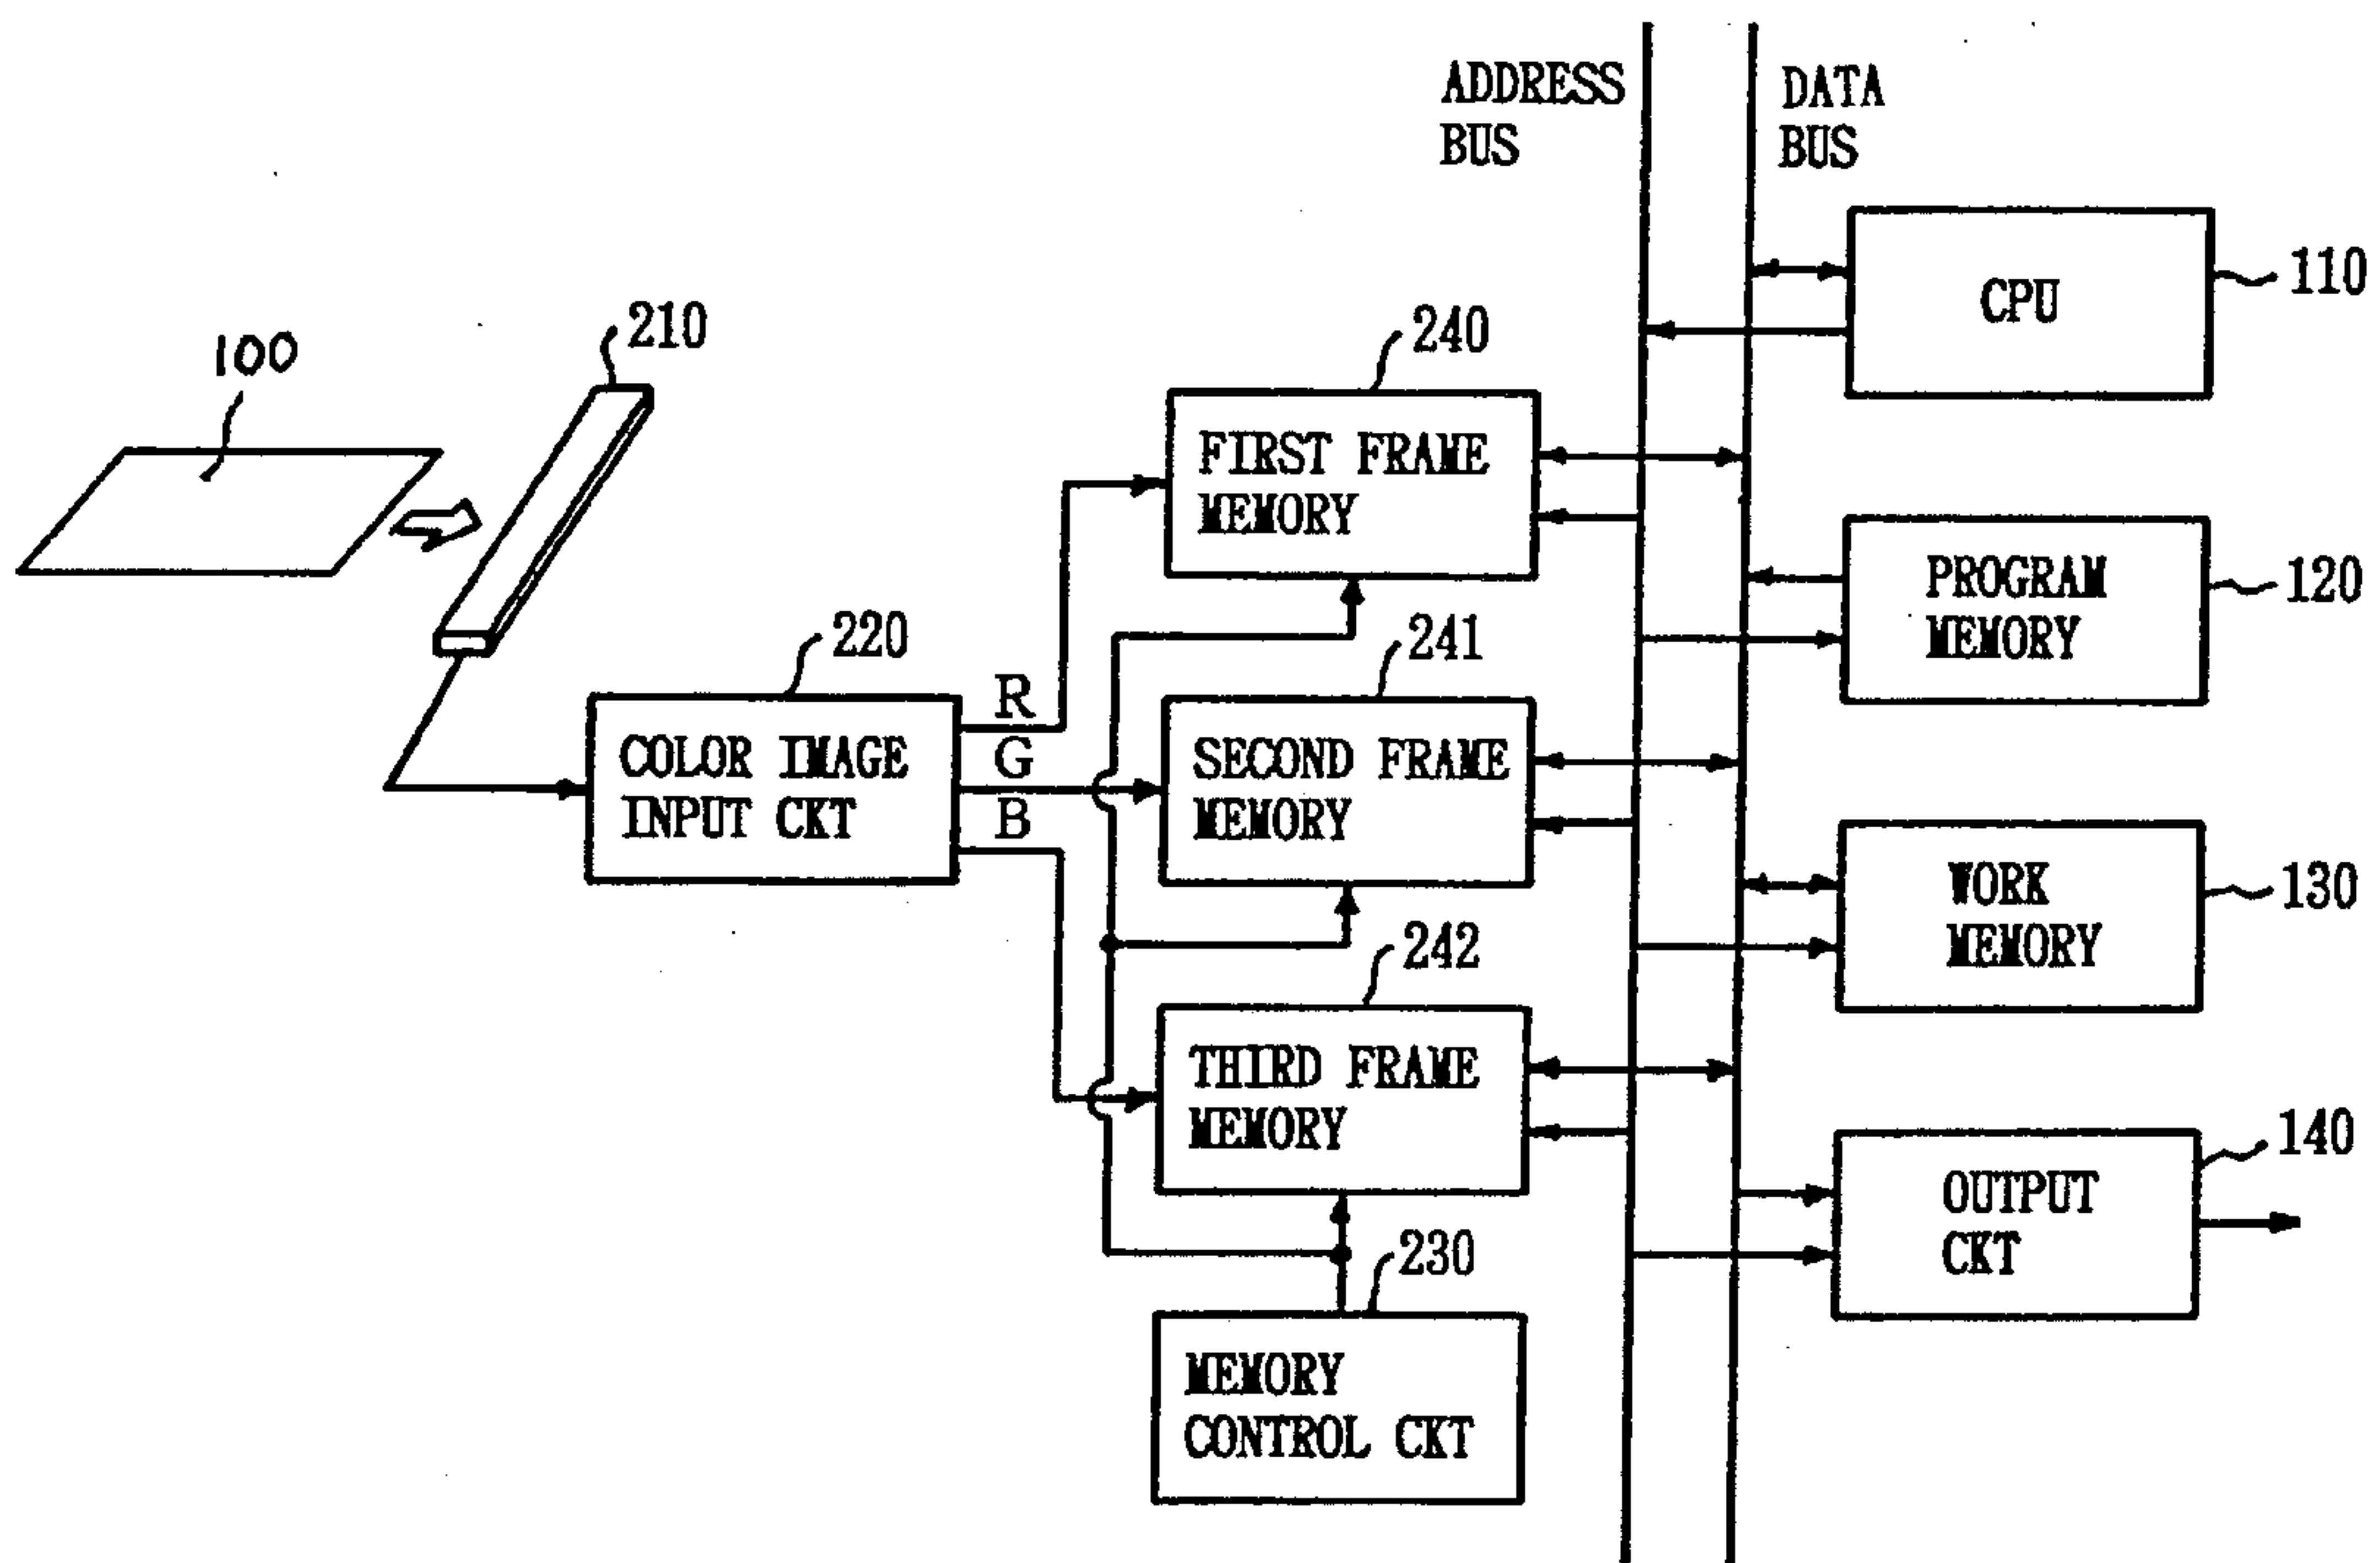 ADDRESS
BUS
DATA
BUS
CPU
110
100
210
240
FIRST FRAME
MEMORY
PROGRAM
MEMORY
120
220
COLOR IMAGE
INPUT CKT
R
G
B
241
SECOND FRAME
MEMORY
WORK
MEMORY
130
242
THIRD FRAME
MEMORY
OUTPUT
CKT
140
230
MEMORY
CONTROL CKT